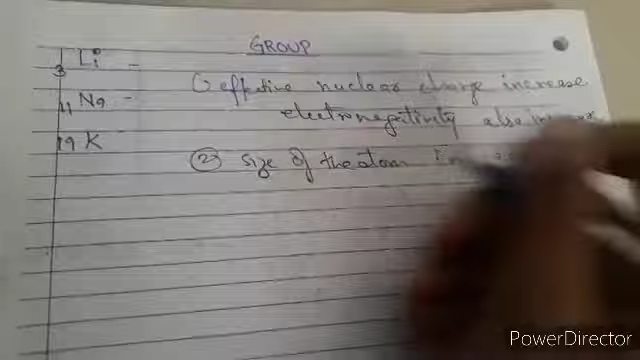 GROUP
3 Li -
① effective nuclear charge increase
11 Na -
electronegativity also
19 K
② size of the atom
PowerDirector